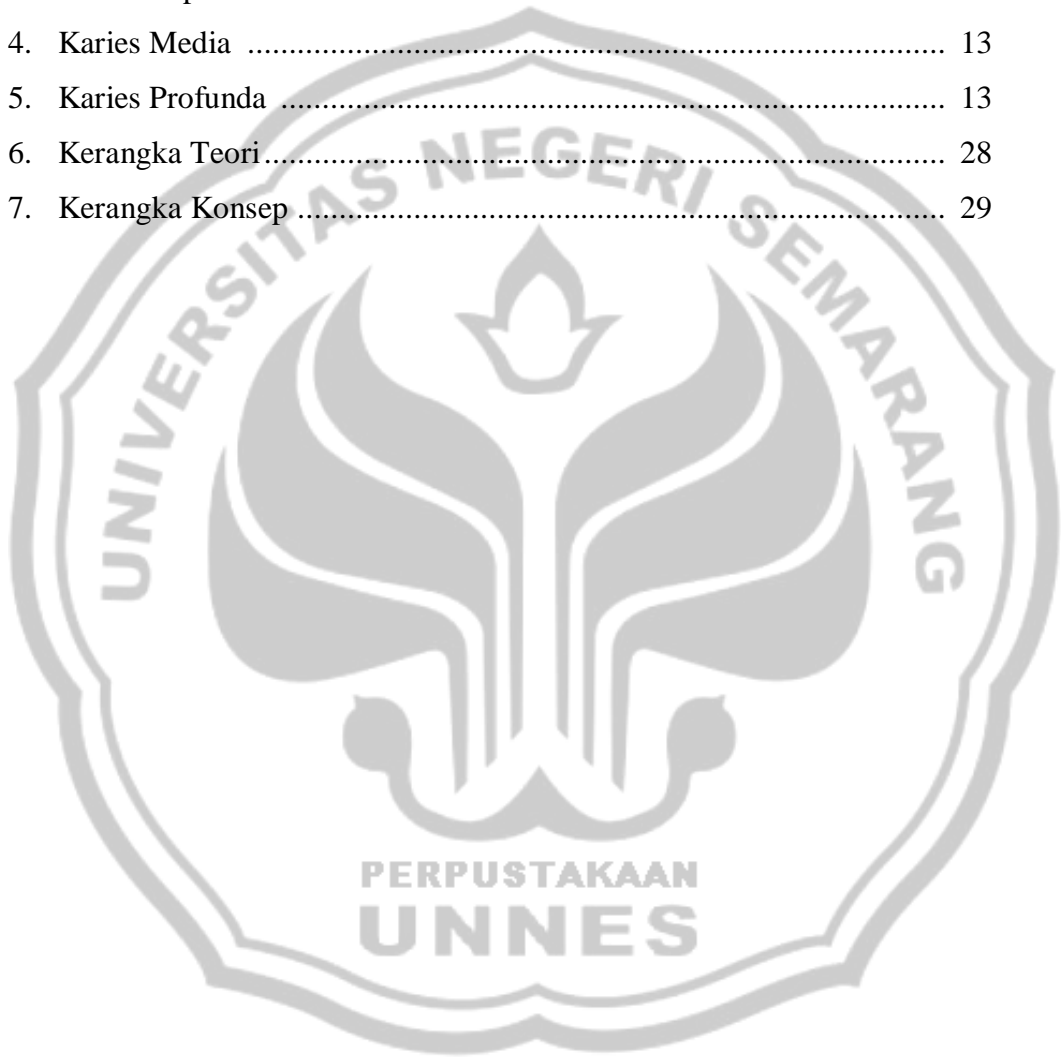 4. Karies Media ........................................................................................ 13
5. Karies Profunda .................................................................................... 13
6. Kerangka Teori...................................................................................... 28
7. Kerangka Konsep .................................................................................. 29
UNIVERSITAS NEGERI SEMARANG
PERPUSTAKAAN
UNNES